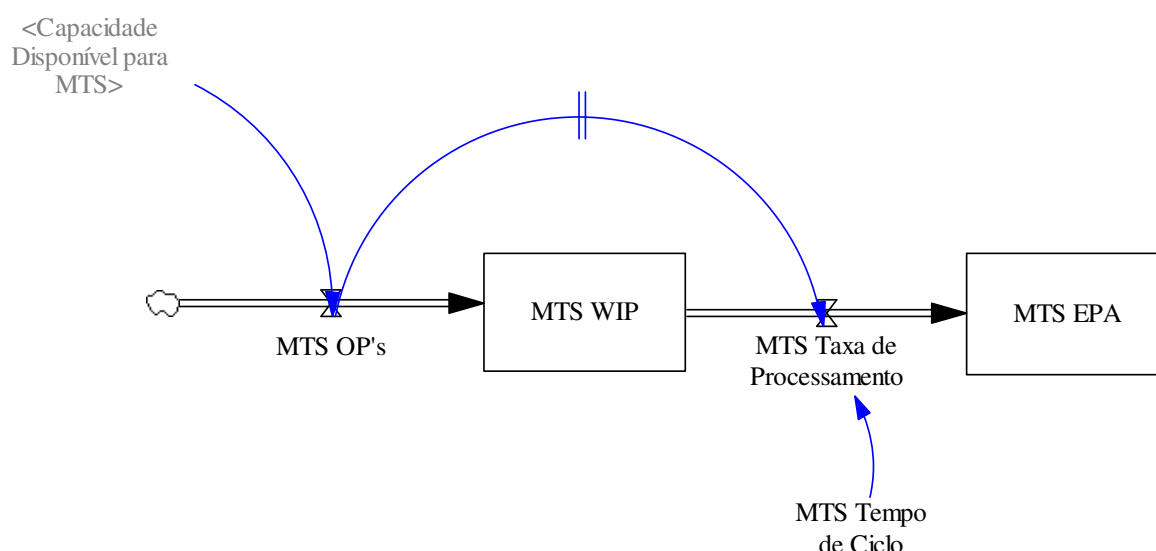 <Capacidade
Disponível para
MTS>
MTS WIP
MTS EPA
MTS OP's
MTS Taxa de
Processamento
MTS Tempo
de Ciclo